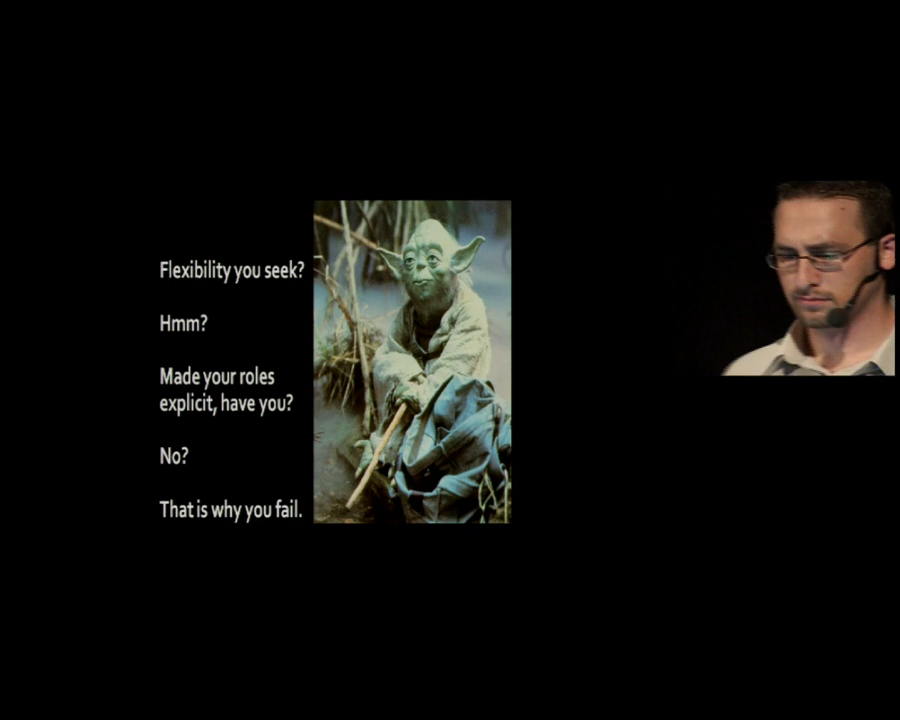 Flexibility you seek?
Hmm?
Made your roles
explicit, have you?
No?
That is why you fail.